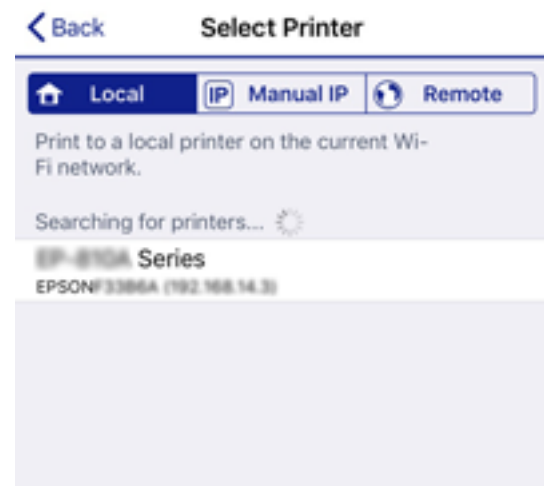 Back Select Printer
Local IP Manual IP Remote
Print to a local printer on the current Wi-
Fi network.
Searching for printers...
Series
EPSON